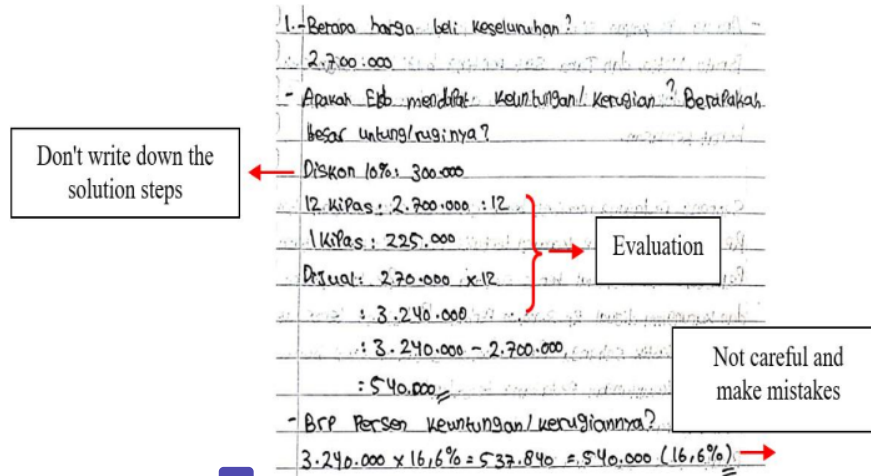 1.-Berapa harga beli keseluruhan?
2.700.000
- Apakah Edo mendapat keuntungan/kerugian? Berapakah
besar untung/ruginya?
Don't write down the
solution steps
Diskon 10%: 300.000
12 Kipas: 2.700.000 : 12
1 Kipas: 225.000
Evaluation
Dijual: 270.000 x12
: 3.240.000
: 3.240.000 - 2.700.000
= 540.000
Not careful and
make mistakes
- Brp Persen Keuntungan/kerugiannya?
3.240.000 x 16,6% = 537.840 = 540.000 (16,6%)